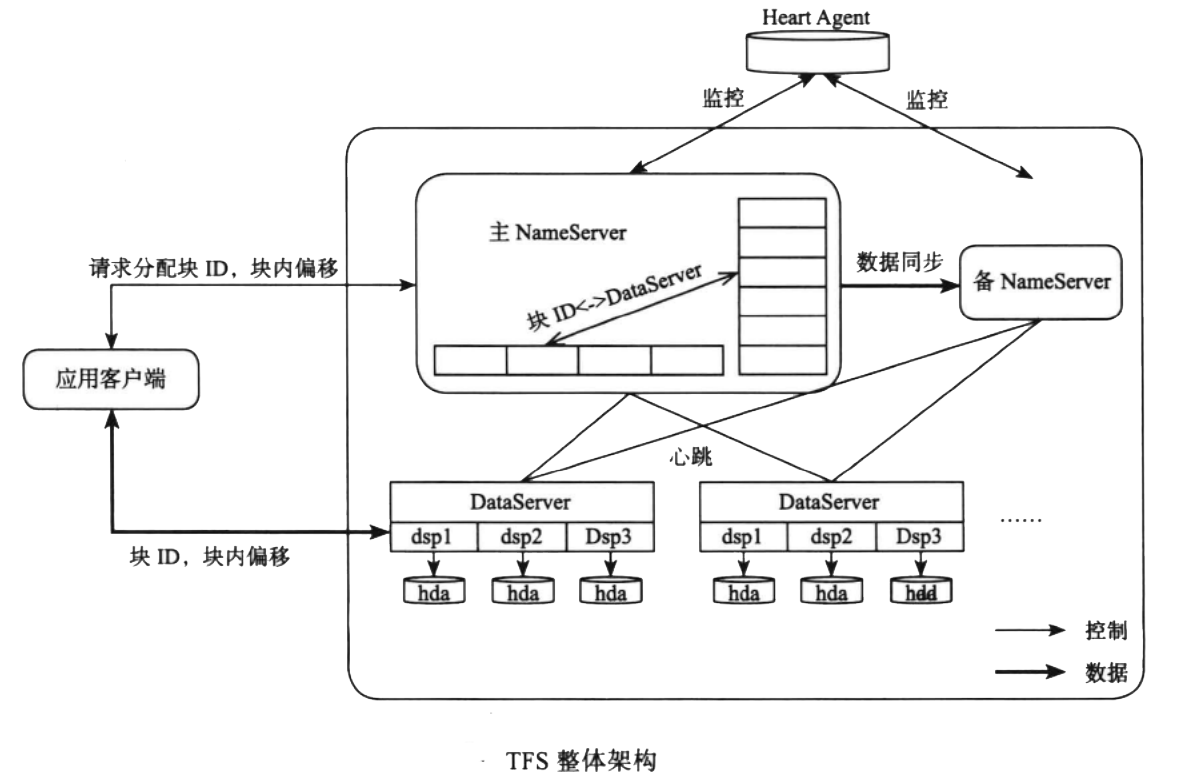 Heart Agent
监控
监控
主 NameServer
请求分配块 ID，块内偏移
块 ID<->DataServer
数据同步
备 NameServer
应用客户端
心跳
DataServer
dsp1
dsp2
Dsp3
hda
hda
hda
DataServer
dsp1
dsp2
Dsp3
hda
hda
······
块 ID，块内偏移
控制
数据
TFS 整体架构